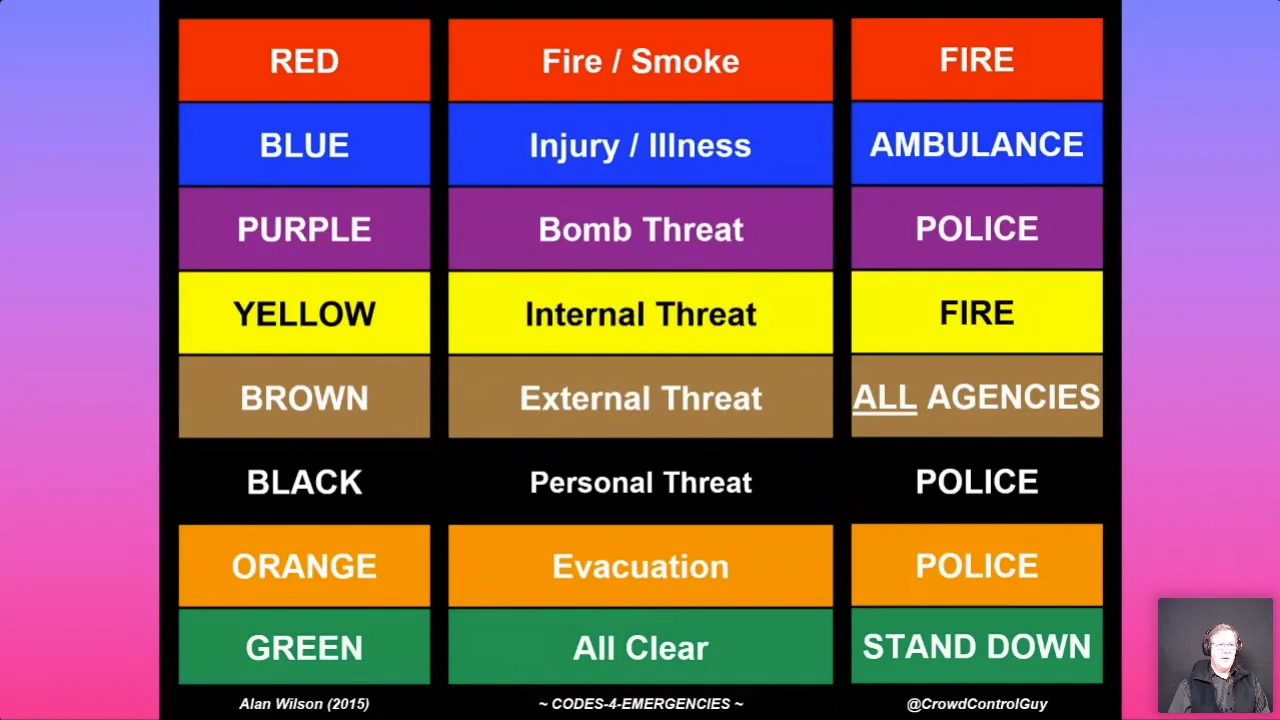 RED Fire / Smoke FIRE
BLUE Injury / Illness AMBULANCE
PURPLE Bomb Threat POLICE
YELLOW Internal Threat FIRE
BROWN External Threat ALL AGENCIES
BLACK Personal Threat POLICE
ORANGE Evacuation POLICE
GREEN All Clear STAND DOWN
Alan Wilson (2015) ~ CODES-4-EMERGENCIES ~ @CrowdControlGuy